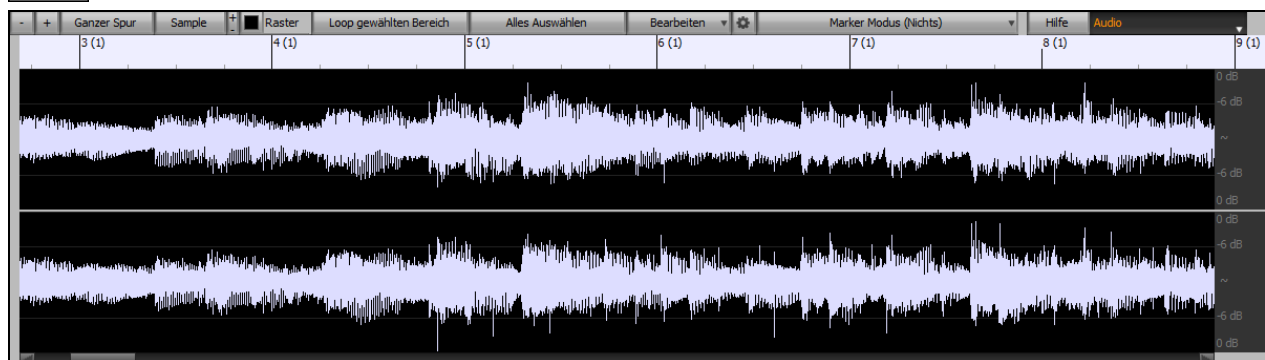 - + Ganzer Spur Sample + - Raster Loop gewählten Bereich Alles Auswählen Bearbeiten Marker Modus (Nichts) Hilfe Audio
3 (1) 4 (1) 5 (1) 6 (1) 7 (1) 8 (1) 9 (1)
0 dB
-6 dB
~
-6 dB
0 dB
0 dB
-6 dB
~
-6 dB
0 dB